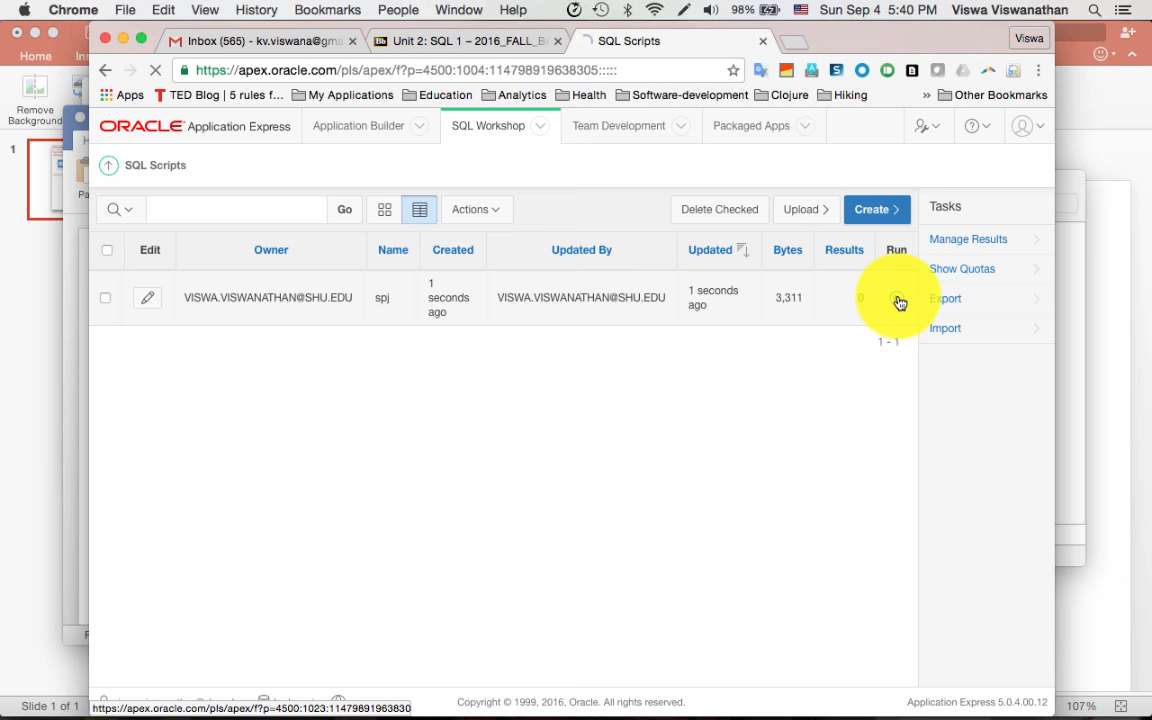 Chrome File Edit View History Bookmarks People Window Help 98% Sun Sep 4 5:40 PM Viswa Viswanathan
Inbox (565) - kv.viswana@gma
Unit 2: SQL 1 – 2016_FALL_BA
SQL Scripts
Viswa
https://apex.oracle.com/pls/apex/f?p=4500:1004:114798919638305:::::
Apps TED Blog | 5 rules f... My Applications Education Analytics Health Software-development Clojure Hiking » Other Bookmarks
Home
Remove
Background
1
ORACLE Application Express Application Builder SQL Workshop Team Development Packaged Apps
SQL Scripts
Go Actions Delete Checked Upload Create
Tasks
Manage Results
Show Quotas
Export
Import
Edit Owner Name Created Updated By Updated Bytes Results Run
VISWA.VISWANATHAN@SHU.EDU spj 1 seconds ago VISWA.VISWANATHAN@SHU.EDU 1 seconds ago 3,311 0
1 - 1
Copyright © 1999, 2016, Oracle. All rights reserved.
Application Express 5.0.4.00.12
https://apex.oracle.com/pls/apex/f?p=4500:1023:11479891963830
Slide 1 of 1
107%